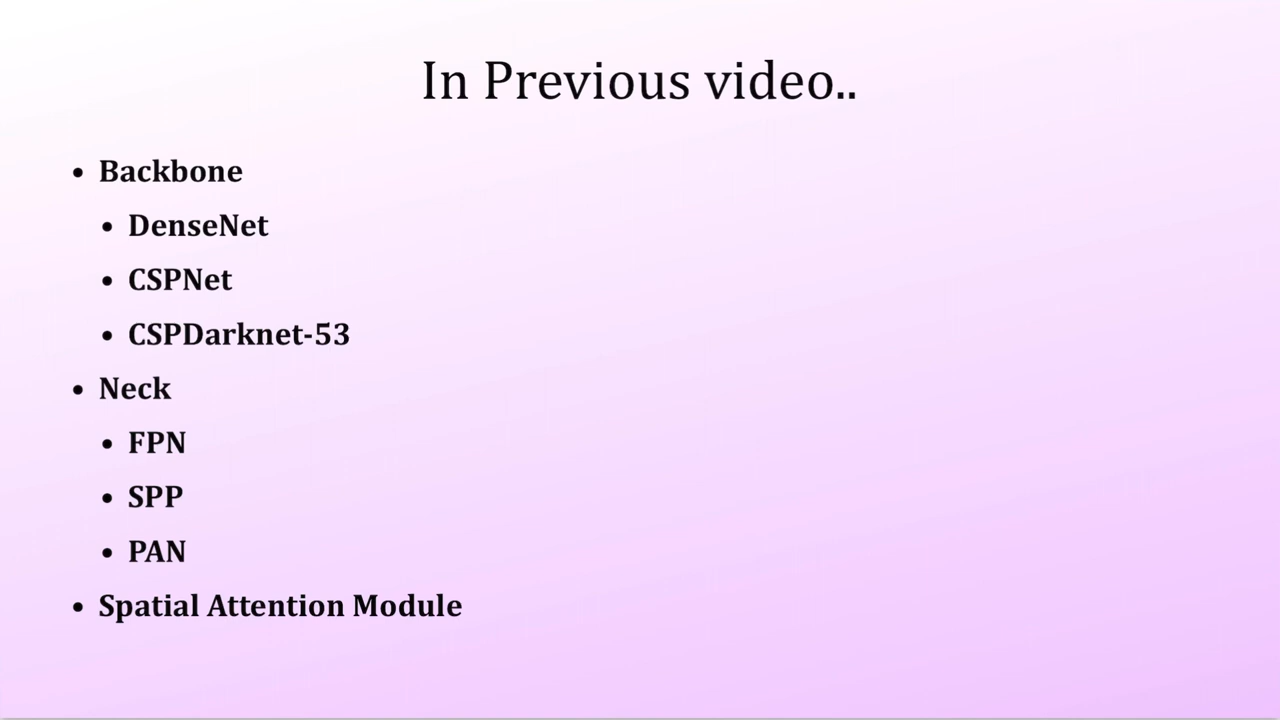 In Previous video..
• Backbone
• DenseNet
• CSPNet
• CSPDarknet-53
• Neck
• FPN
• SPP
• PAN
• Spatial Attention Module